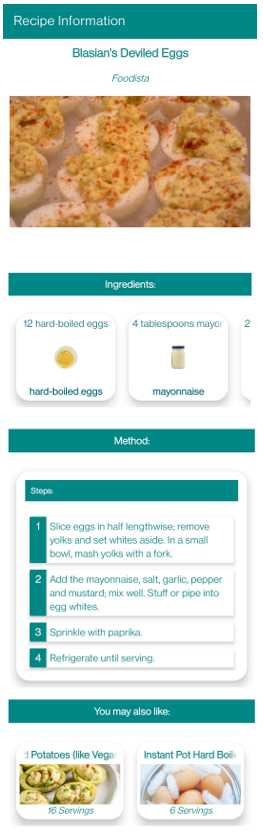 Recipe Information
Blasian's Deviled Eggs
Foodista
Ingredients:
12 hard-boiled eggs
4 tablespoons mayor
2
hard-boiled eggs
mayonnaise
Method:
Steps:
1 Slice eggs in half lengthwise; remove
yolks and set whites aside. In a small
bowl, mash yolks with a fork.
2 Add the mayonnaise, salt, garlic, pepper
and mustard; mix well. Stuff or pipe into
egg whites.
3 Sprinkle with paprika.
4 Refrigerate until serving.
You may also like:
d Potatoes (like Vega
Instant Pot Hard Boile
16 Servings
6 Servings